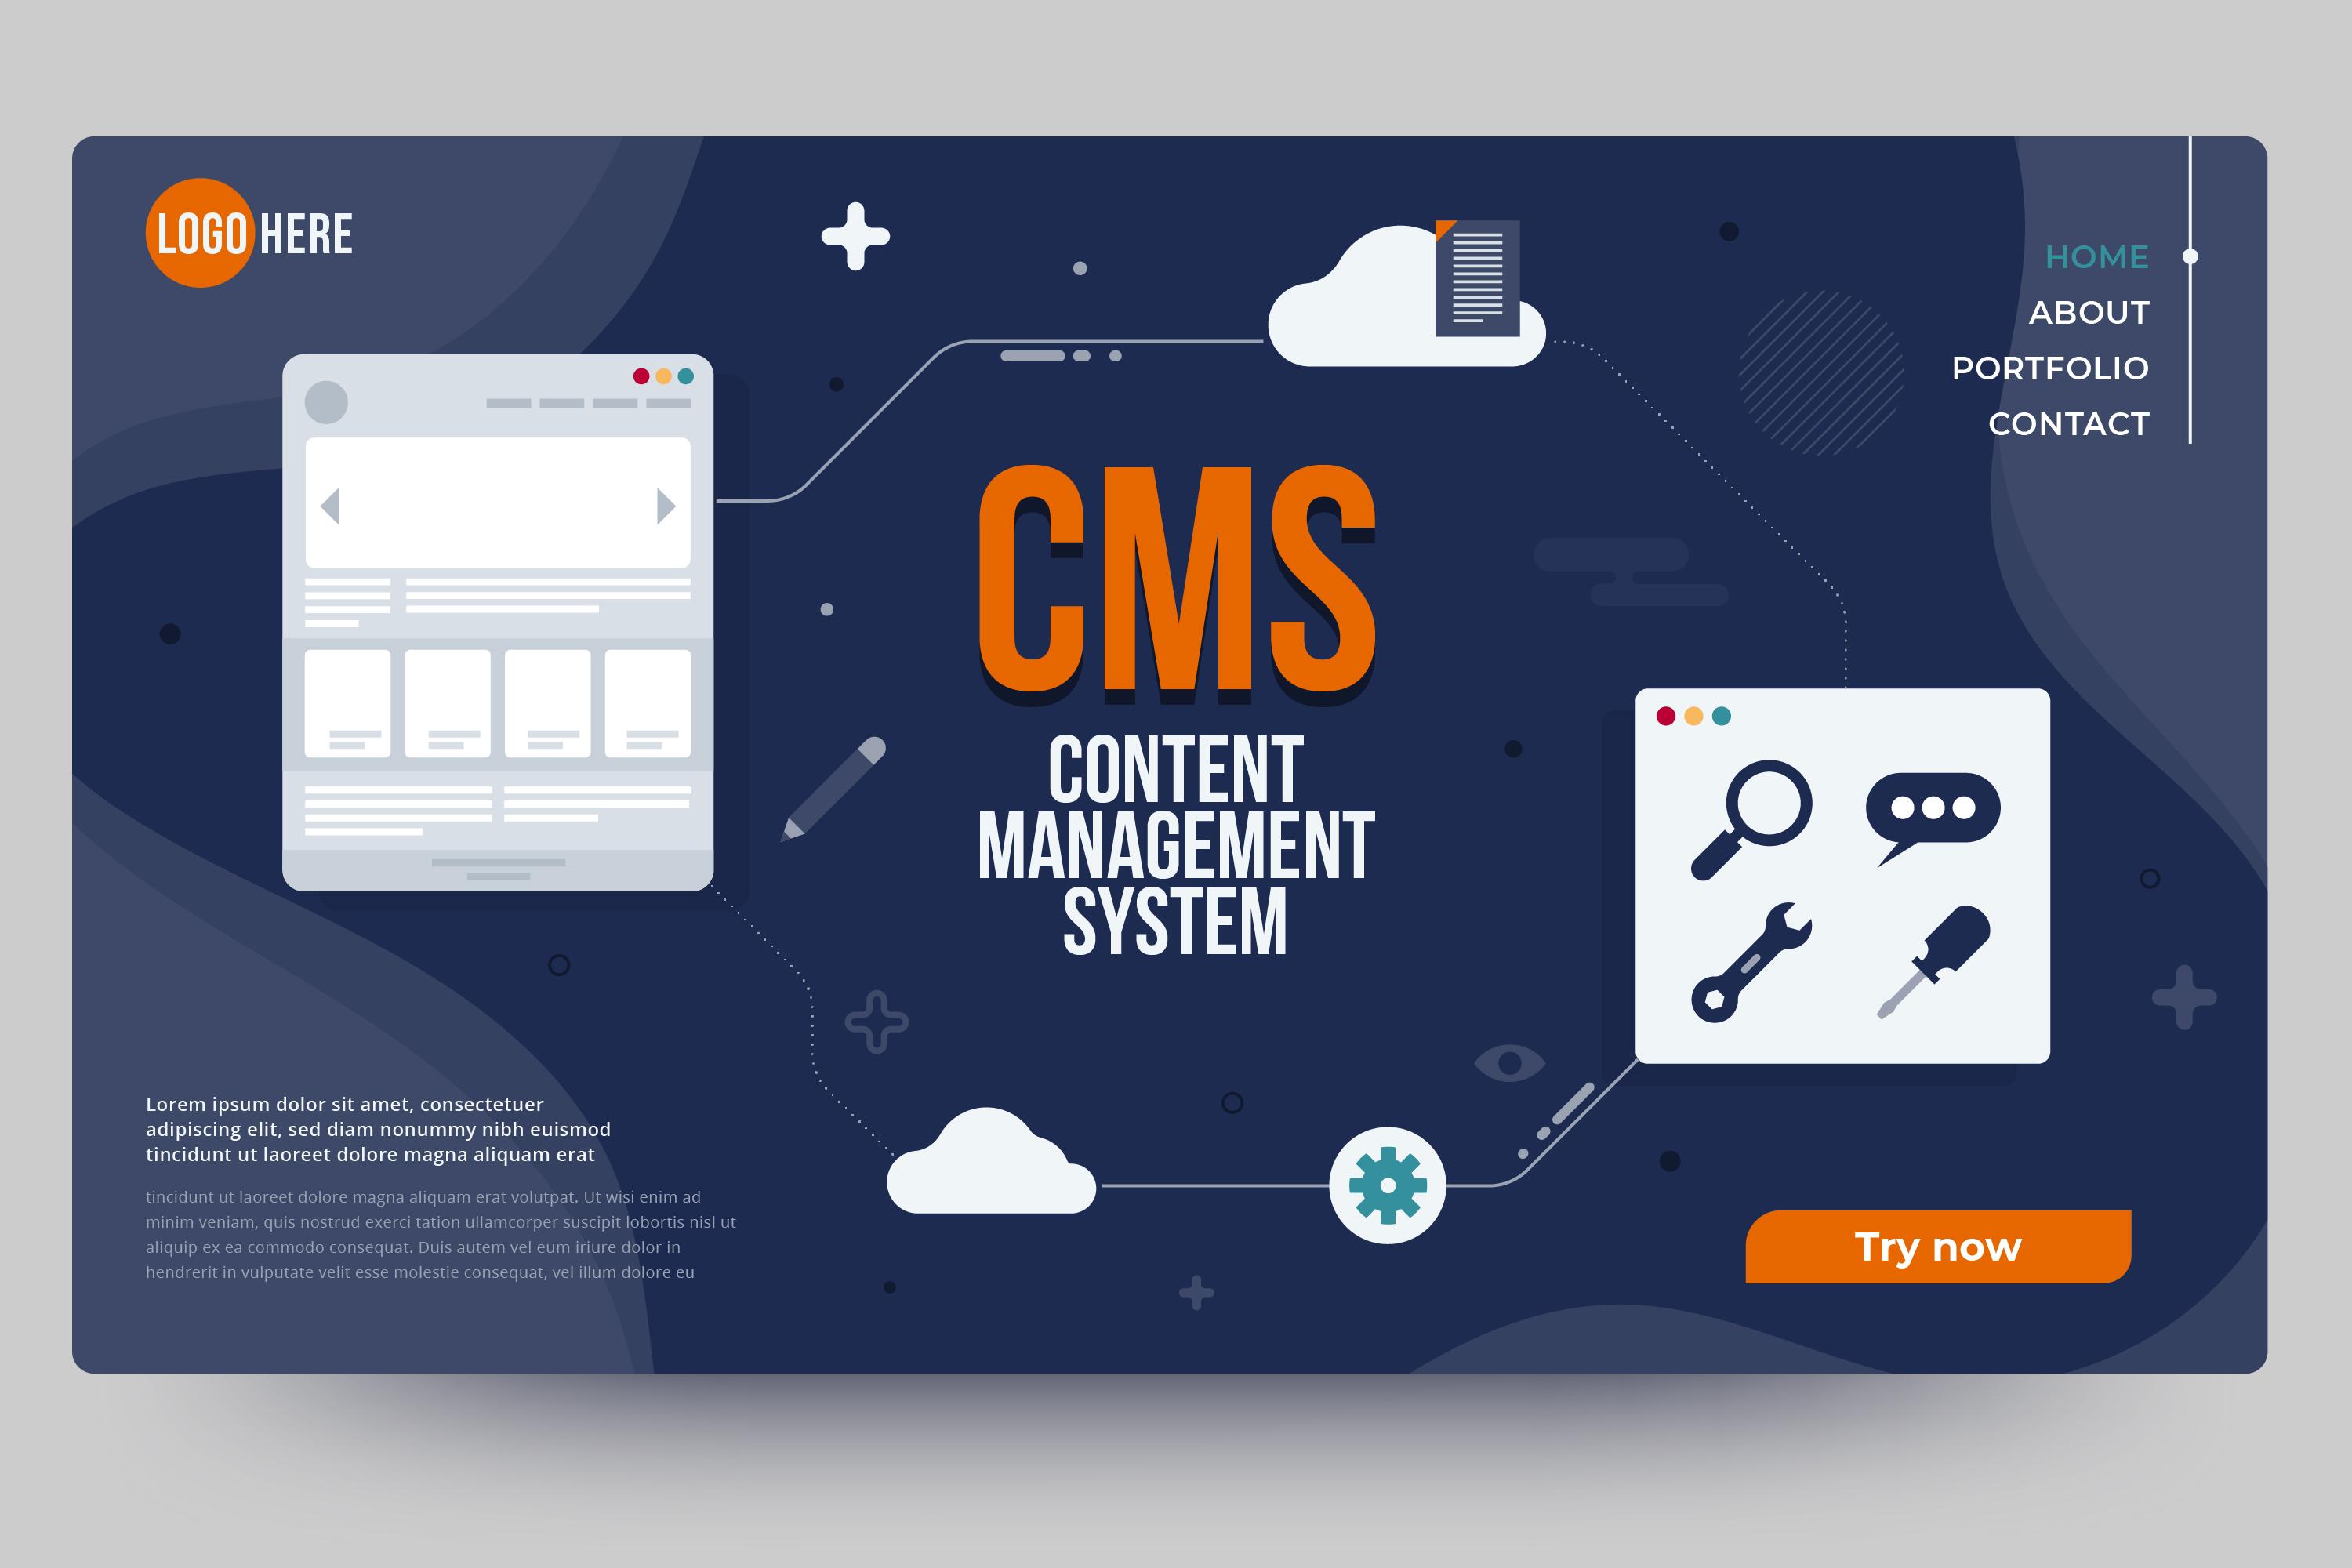 LOGO HERE
HOME
ABOUT
PORTFOLIO
CONTACT
CMS
CONTENT
MANAGEMENT
SYSTEM
Lorem ipsum dolor sit amet, consectetuer
adipiscing elit, sed diam nonummy nibh euismod
tincidunt ut laoreet dolore magna aliquam erat
tincidunt ut laoreet dolore magna aliquam erat volutpat. Ut wisi enim ad
minim veniam, quis nostrud exerci tation ullamcorper suscipit lobortis nisl ut
aliquip ex ea commodo consequat. Duis autem vel eum iriure dolor in
hendrerit in vulputate velit esse molestie consequat, vel illum dolore eu
Try now